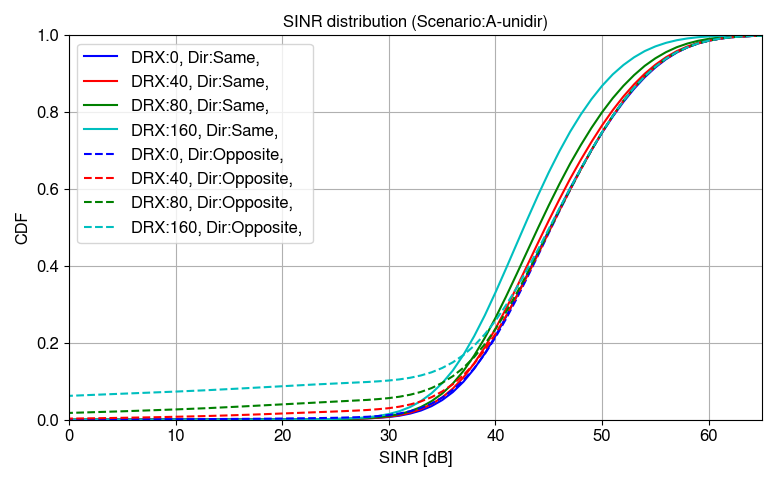 SINR distribution (Scenario:A-unidir)
DRX:0, Dir:Same,
DRX:40, Dir:Same,
DRX:80, Dir:Same,
DRX:160, Dir:Same,
DRX:0, Dir:Opposite,
DRX:40, Dir:Opposite,
DRX:80, Dir:Opposite,
DRX:160, Dir:Opposite,
CDF
1.0
0.8
0.6
0.4
0.2
0.0
0 10 20 30 40 50 60
SINR [dB]